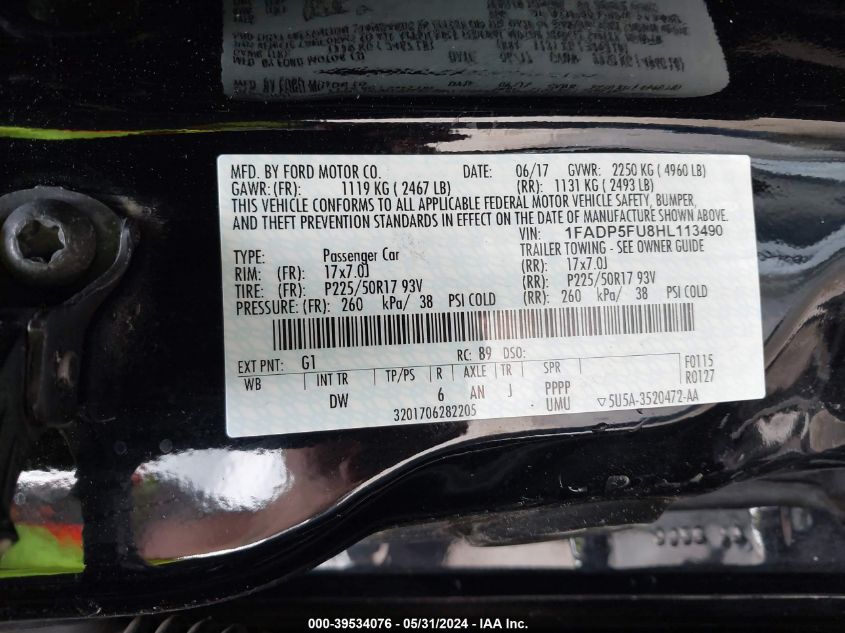 MFD. BY FORD MOTOR CO. DATE: 06/17 GVWR: 2250 KG ( 4960 LB)
GAWR: (FR): 1119 KG ( 2467 LB) (RR): 1131 KG ( 2493 LB)
THIS VEHICLE CONFORMS TO ALL APPLICABLE FEDERAL MOTOR VEHICLE SAFETY, BUMPER,
AND THEFT PREVENTION STANDARDS IN EFFECT ON THE DATE OF MANUFACTURE SHOWN ABOVE.
VIN: 1FADP5FU8HL113490
TYPE: Passenger Car TRAILER TOWING - SEE OWNER GUIDE
RIM: (FR): 17x7.0J (RR): 17x7.0J
TIRE: (FR): P225/50R17 93V (RR): P225/50R17 93V
PRESSURE: (FR): 260 kPa/ 38 PSI COLD (RR): 260 kPa/ 38 PSI COLD
EXT PNT: G1 RC: 89 DSO:
WB INT TR TP/PS R AXLE TR SPR F0115
R0127
DW 6 AN J PPPP
3201706282205 .UMU ▽5U5A-3520472-AA
000-39534076 - 05/31/2024 - IAA Inc.